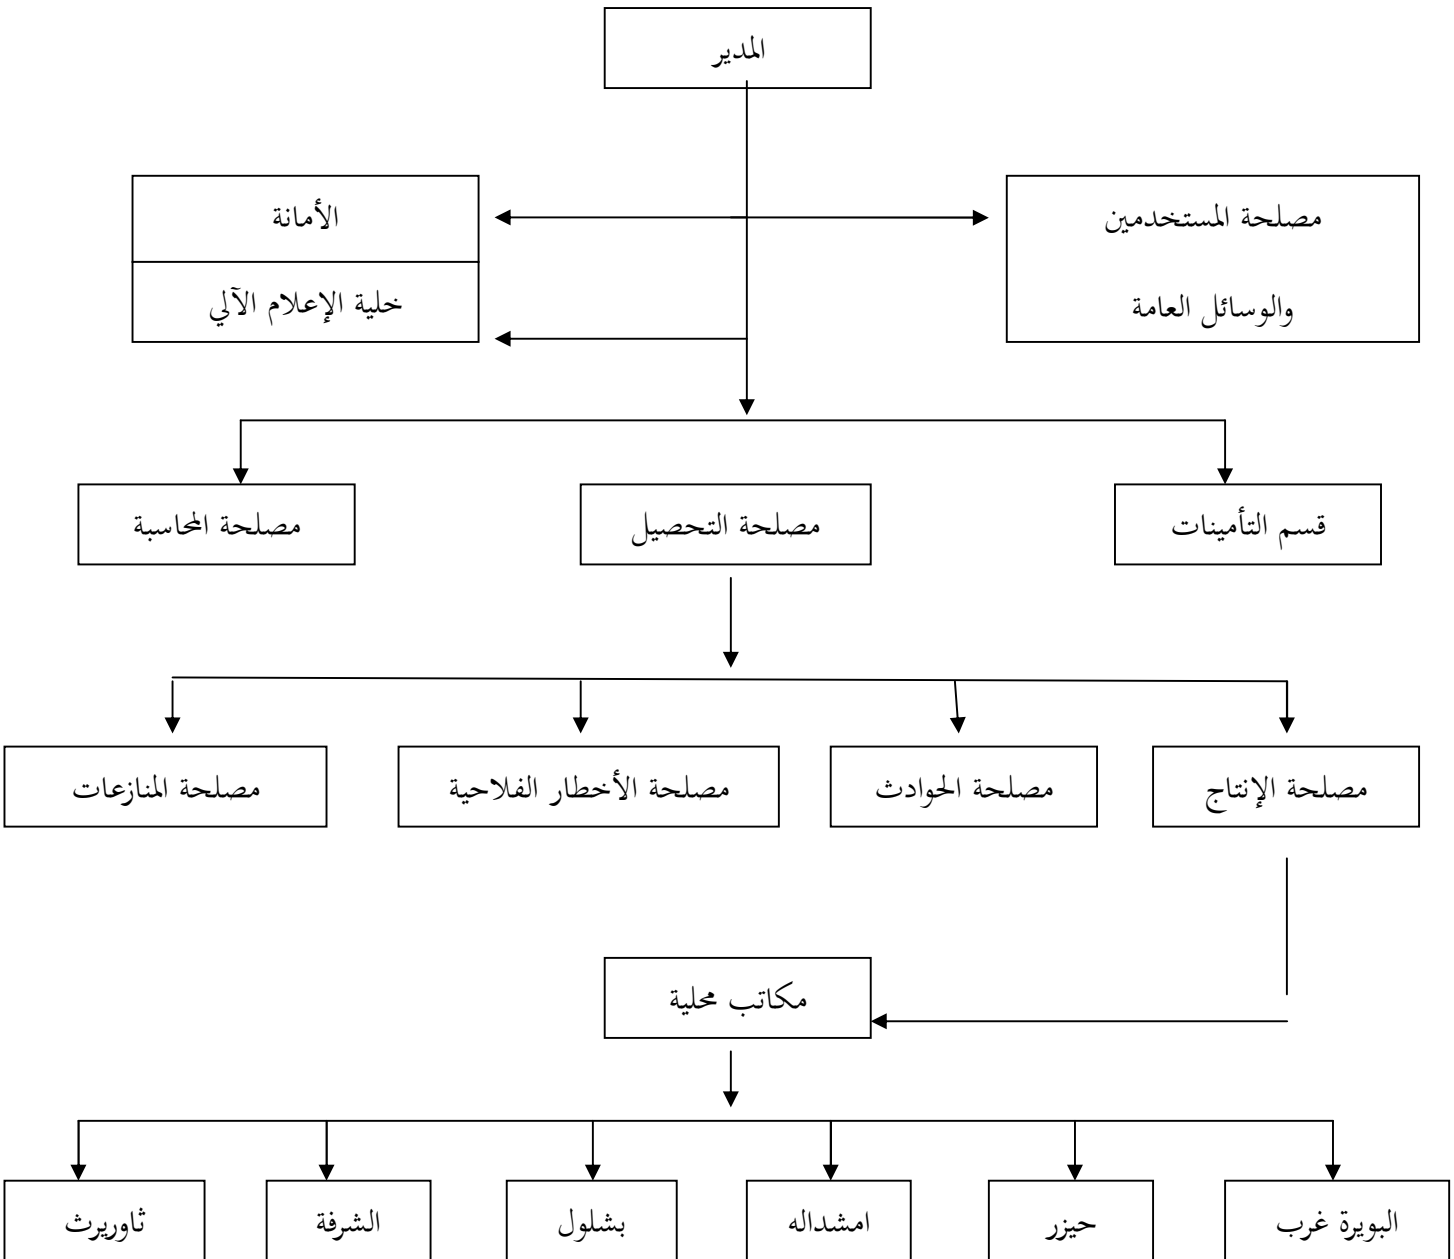 المدير
مصلحة المستخدمين
والوسائل العامة
الأمانة
خلية الإعلام الآلي
قسم التأمينات
مصلحة التحصيل
مصلحة المحاسبة
مصلحة الإنتاج
مصلحة الحوادث
مصلحة الأخطار الفلاحية
مصلحة المنازعات
مكاتب محلية
البويرة غرب
حيزر
امشداله
بشلول
الشرفة
ثاوريرث